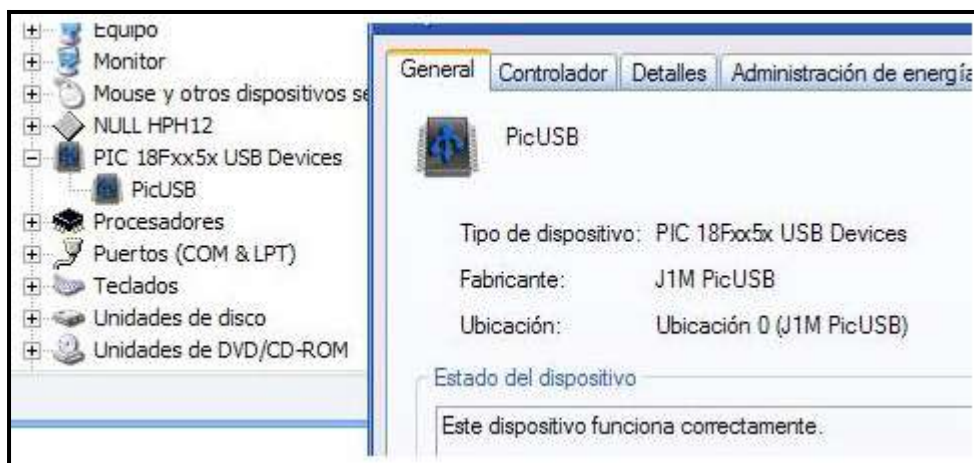 Equipo
Monitor
Mouse y otros dispositivos se
NULL HPH12
PIC 18Fxx5x USB Devices
PicUSB
Procesadores
Puertos (COM & LPT)
Teclados
Unidades de disco
Unidades de DVD/CD-ROM
General Controlador Detalles Administración de energía
PicUSB
Tipo de dispositivo: PIC 18Fxx5x USB Devices
Fabricante: J1M PicUSB
Ubicación: Ubicación 0 (J1M PicUSB)
Estado del dispositivo
Este dispositivo funciona correctamente.